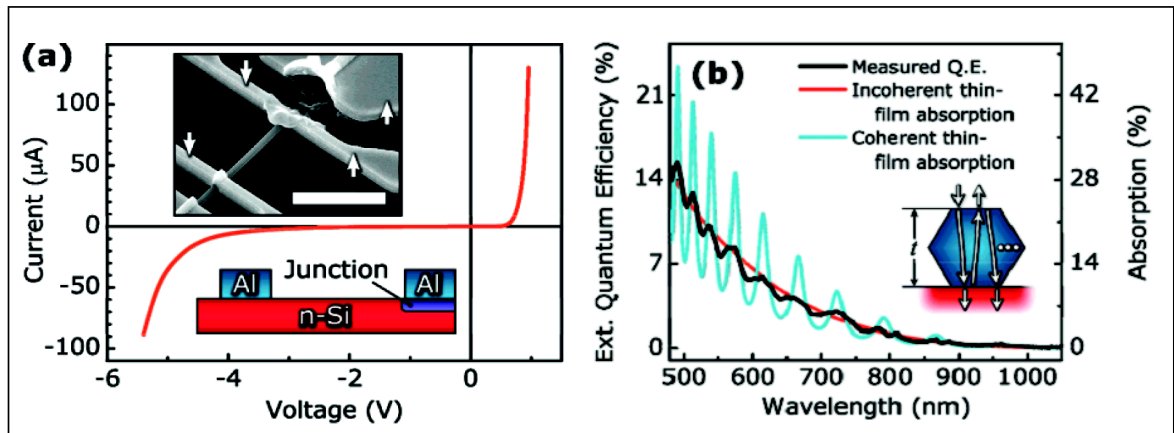 (a)
Current (μA)
100
50
0
-50
-100
Junction
Al
Al
n-Si
-6
-4
-2
0
Voltage (V)
(b)
Ext. Quantum Efficiency (%)
21
14
7
0
Measured Q.E.
Incoherent thin-
film absorption
Coherent thin-
film absorption
t
42
28
14
0
Absorption (%)
500
600
700
800
900
1000
Wavelength (nm)